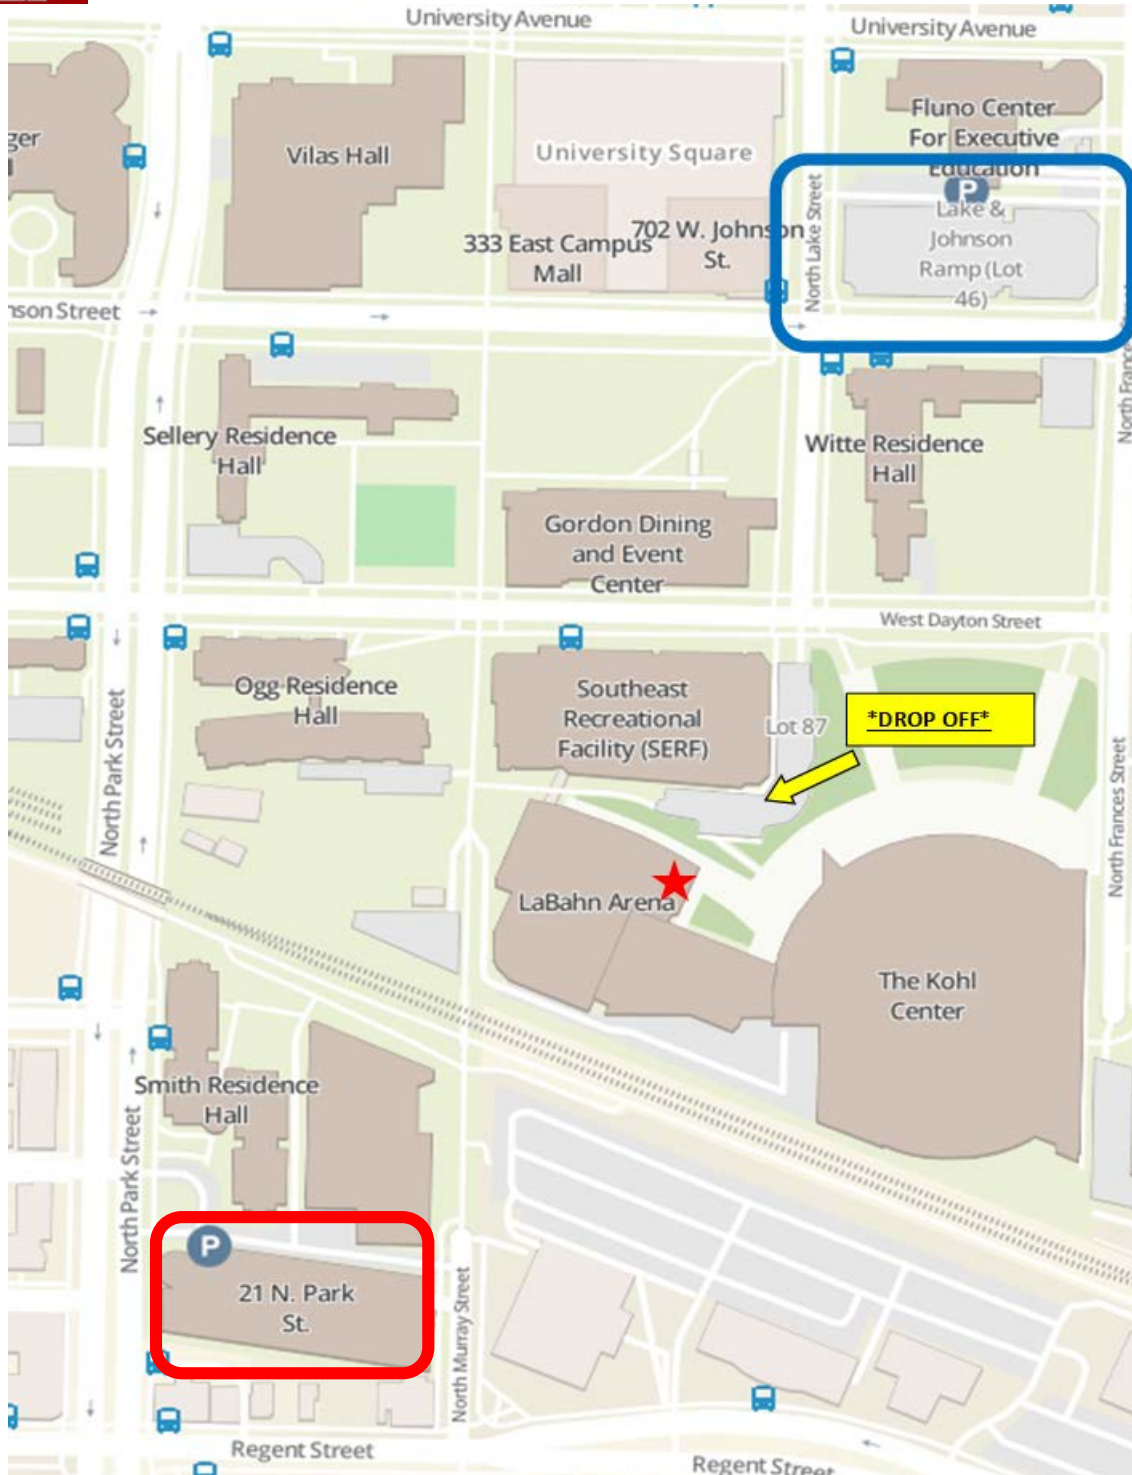 University Avenue
University Avenue
Fluno Center
For Executive
Education
ger
Vilas Hall
University Square
P
Lake &
Johnson
Ramp (Lot
46)
North Lake Street
333 East Campus
Mall
702 W. Johnson
St.
nson Street
North Franc
Sellery Residence
Hall
Witte Residence
Hall
Gordon Dining
and Event
Center
West Dayton Street
Ogg Residence
Hall
Southeast
Recreational
Facility (SERF)
Lot 87
*DROP OFF*
North Park Street
North Frances Street
LaBahn Arena
The Kohl
Center
Smith Residence
Hall
North Park Street
P
21 N. Park
St.
North Murray Street
Regent Street
Regent Street